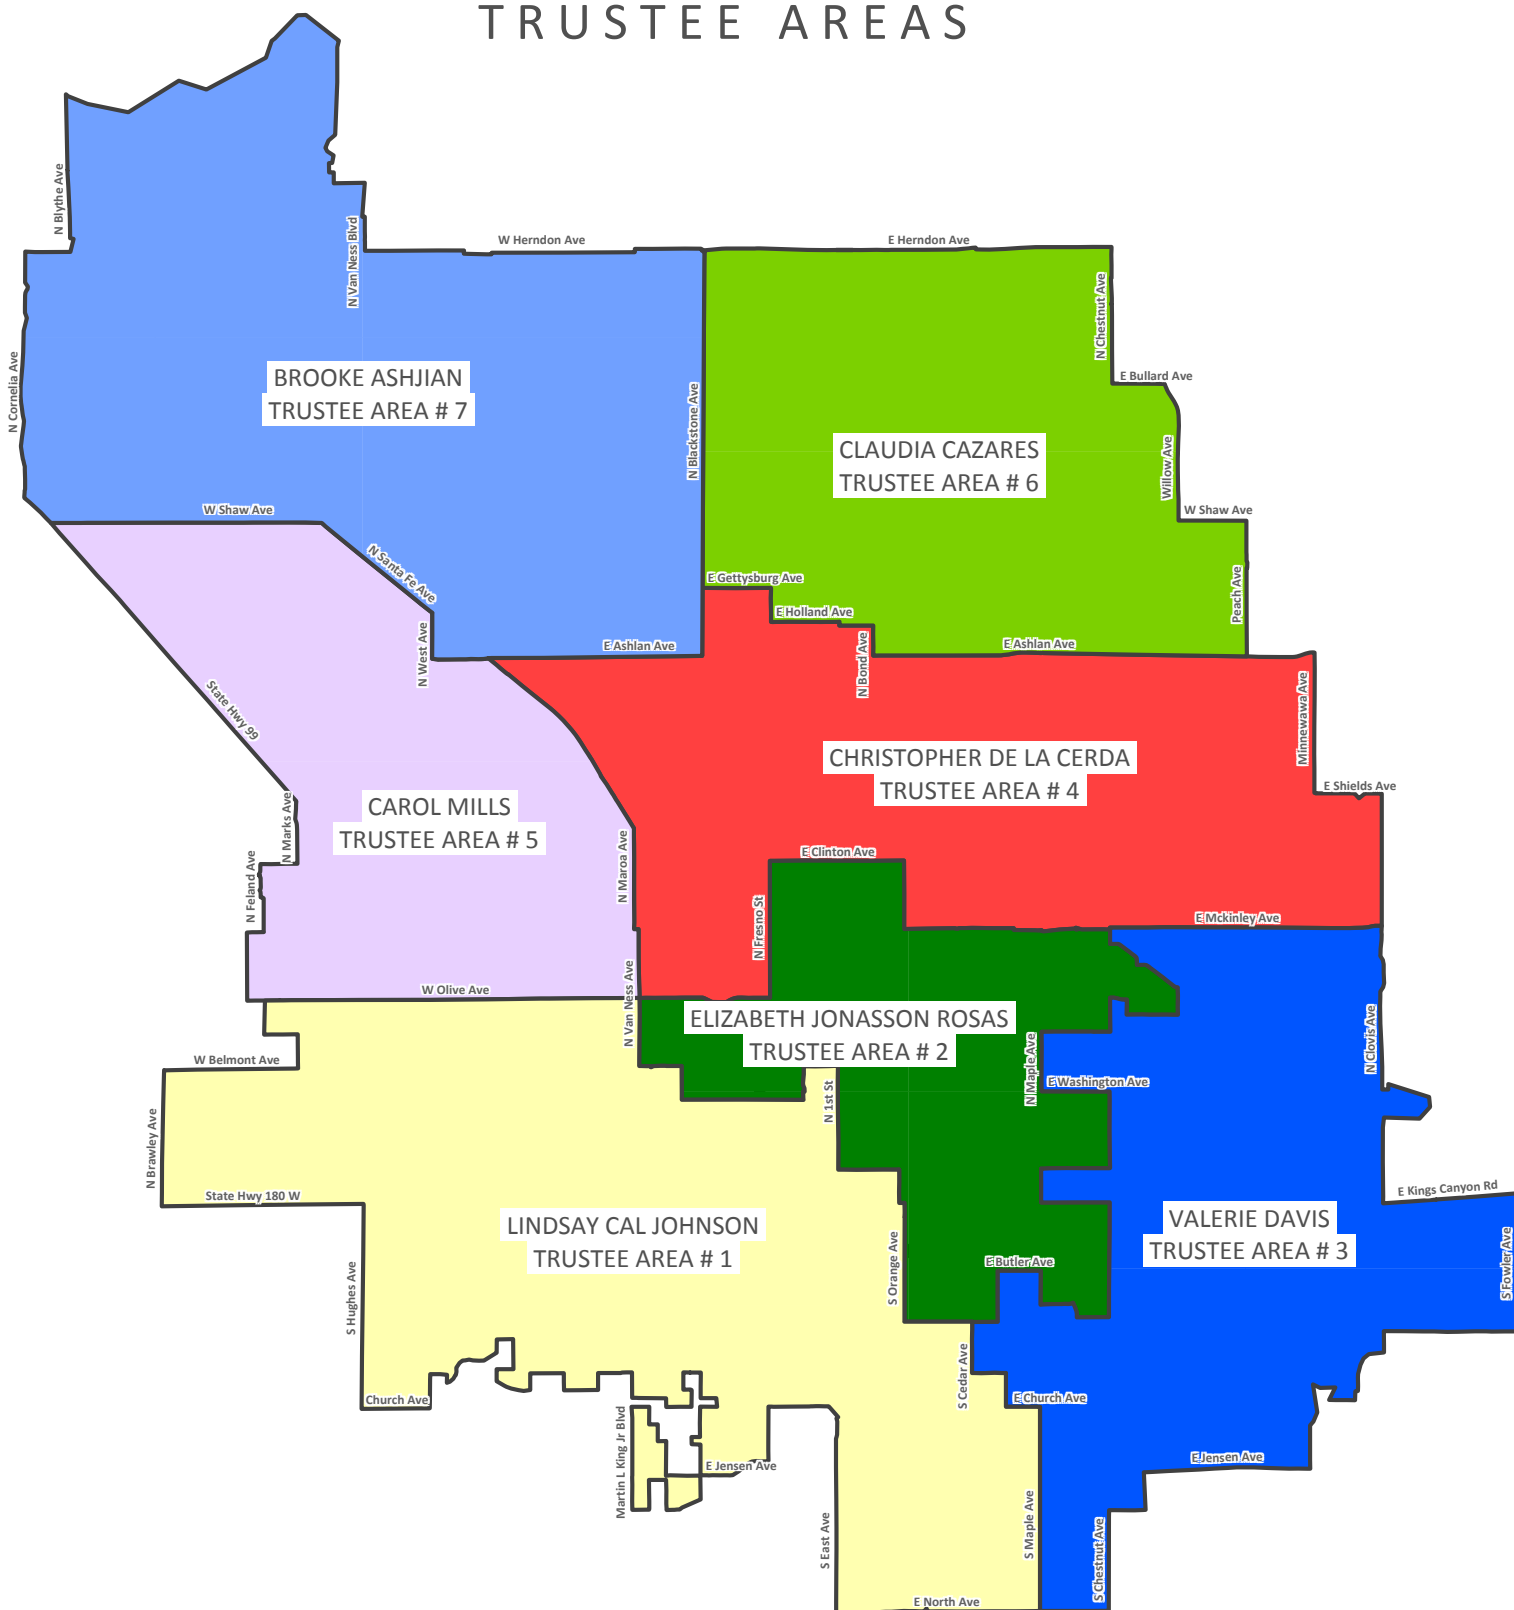 TRUSTEE AREAS
N Blythe Ave
N Van Ness Blvd
W Herndon Ave
E Herndon Ave
N Chestnut Ave
N Cornelia Ave
BROOKE ASHJIAN
TRUSTEE AREA # 7
E Bullard Ave
N Blackstone Ave
CLAUDIA CAZARES
TRUSTEE AREA # 6
Willow Ave
W Shaw Ave
W Shaw Ave
N Santa Fe Ave
E Gettysburg Ave
Peach Ave
E Holland Ave
N West Ave
E Ashlan Ave
N Bond Ave
E Ashlan Ave
State Hwy 99
Minnewawa Ave
CHRISTOPHER DE LA CERDA
TRUSTEE AREA # 4
E Shields Ave
CAROL MILLS
TRUSTEE AREA # 5
N Marks Ave
N Maroa Ave
E Clinton Ave
N Feland Ave
N Fresno St
E Mckinley Ave
W Olive Ave
N Van Ness Ave
ELIZABETH JONASSON ROSAS
TRUSTEE AREA # 2
N Clovis Ave
W Belmont Ave
N Maple Ave
E Washington Ave
N 1st St
N Brawley Ave
State Hwy 180 W
E Kings Canyon Rd
LINDSAY CAL JOHNSON
TRUSTEE AREA # 1
VALERIE DAVIS
TRUSTEE AREA # 3
S Hughes Ave
S Orange Ave
E Butler Ave
S Fowler Ave
S Cedar Ave
Church Ave
E Church Ave
Martin L King Jr Blvd
E Jensen Ave
E Jensen Ave
S East Ave
S Maple Ave
S Chestnut Ave
E North Ave